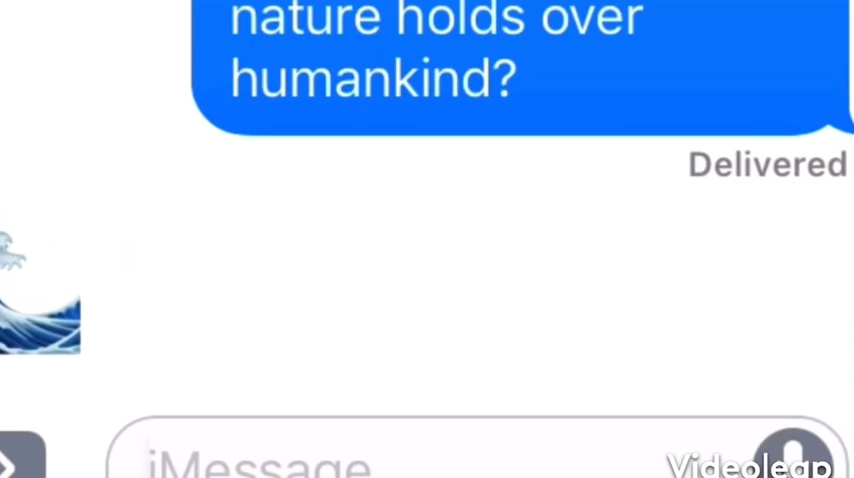 nature holds over
humankind?
Delivered
iMessage
Videoleap